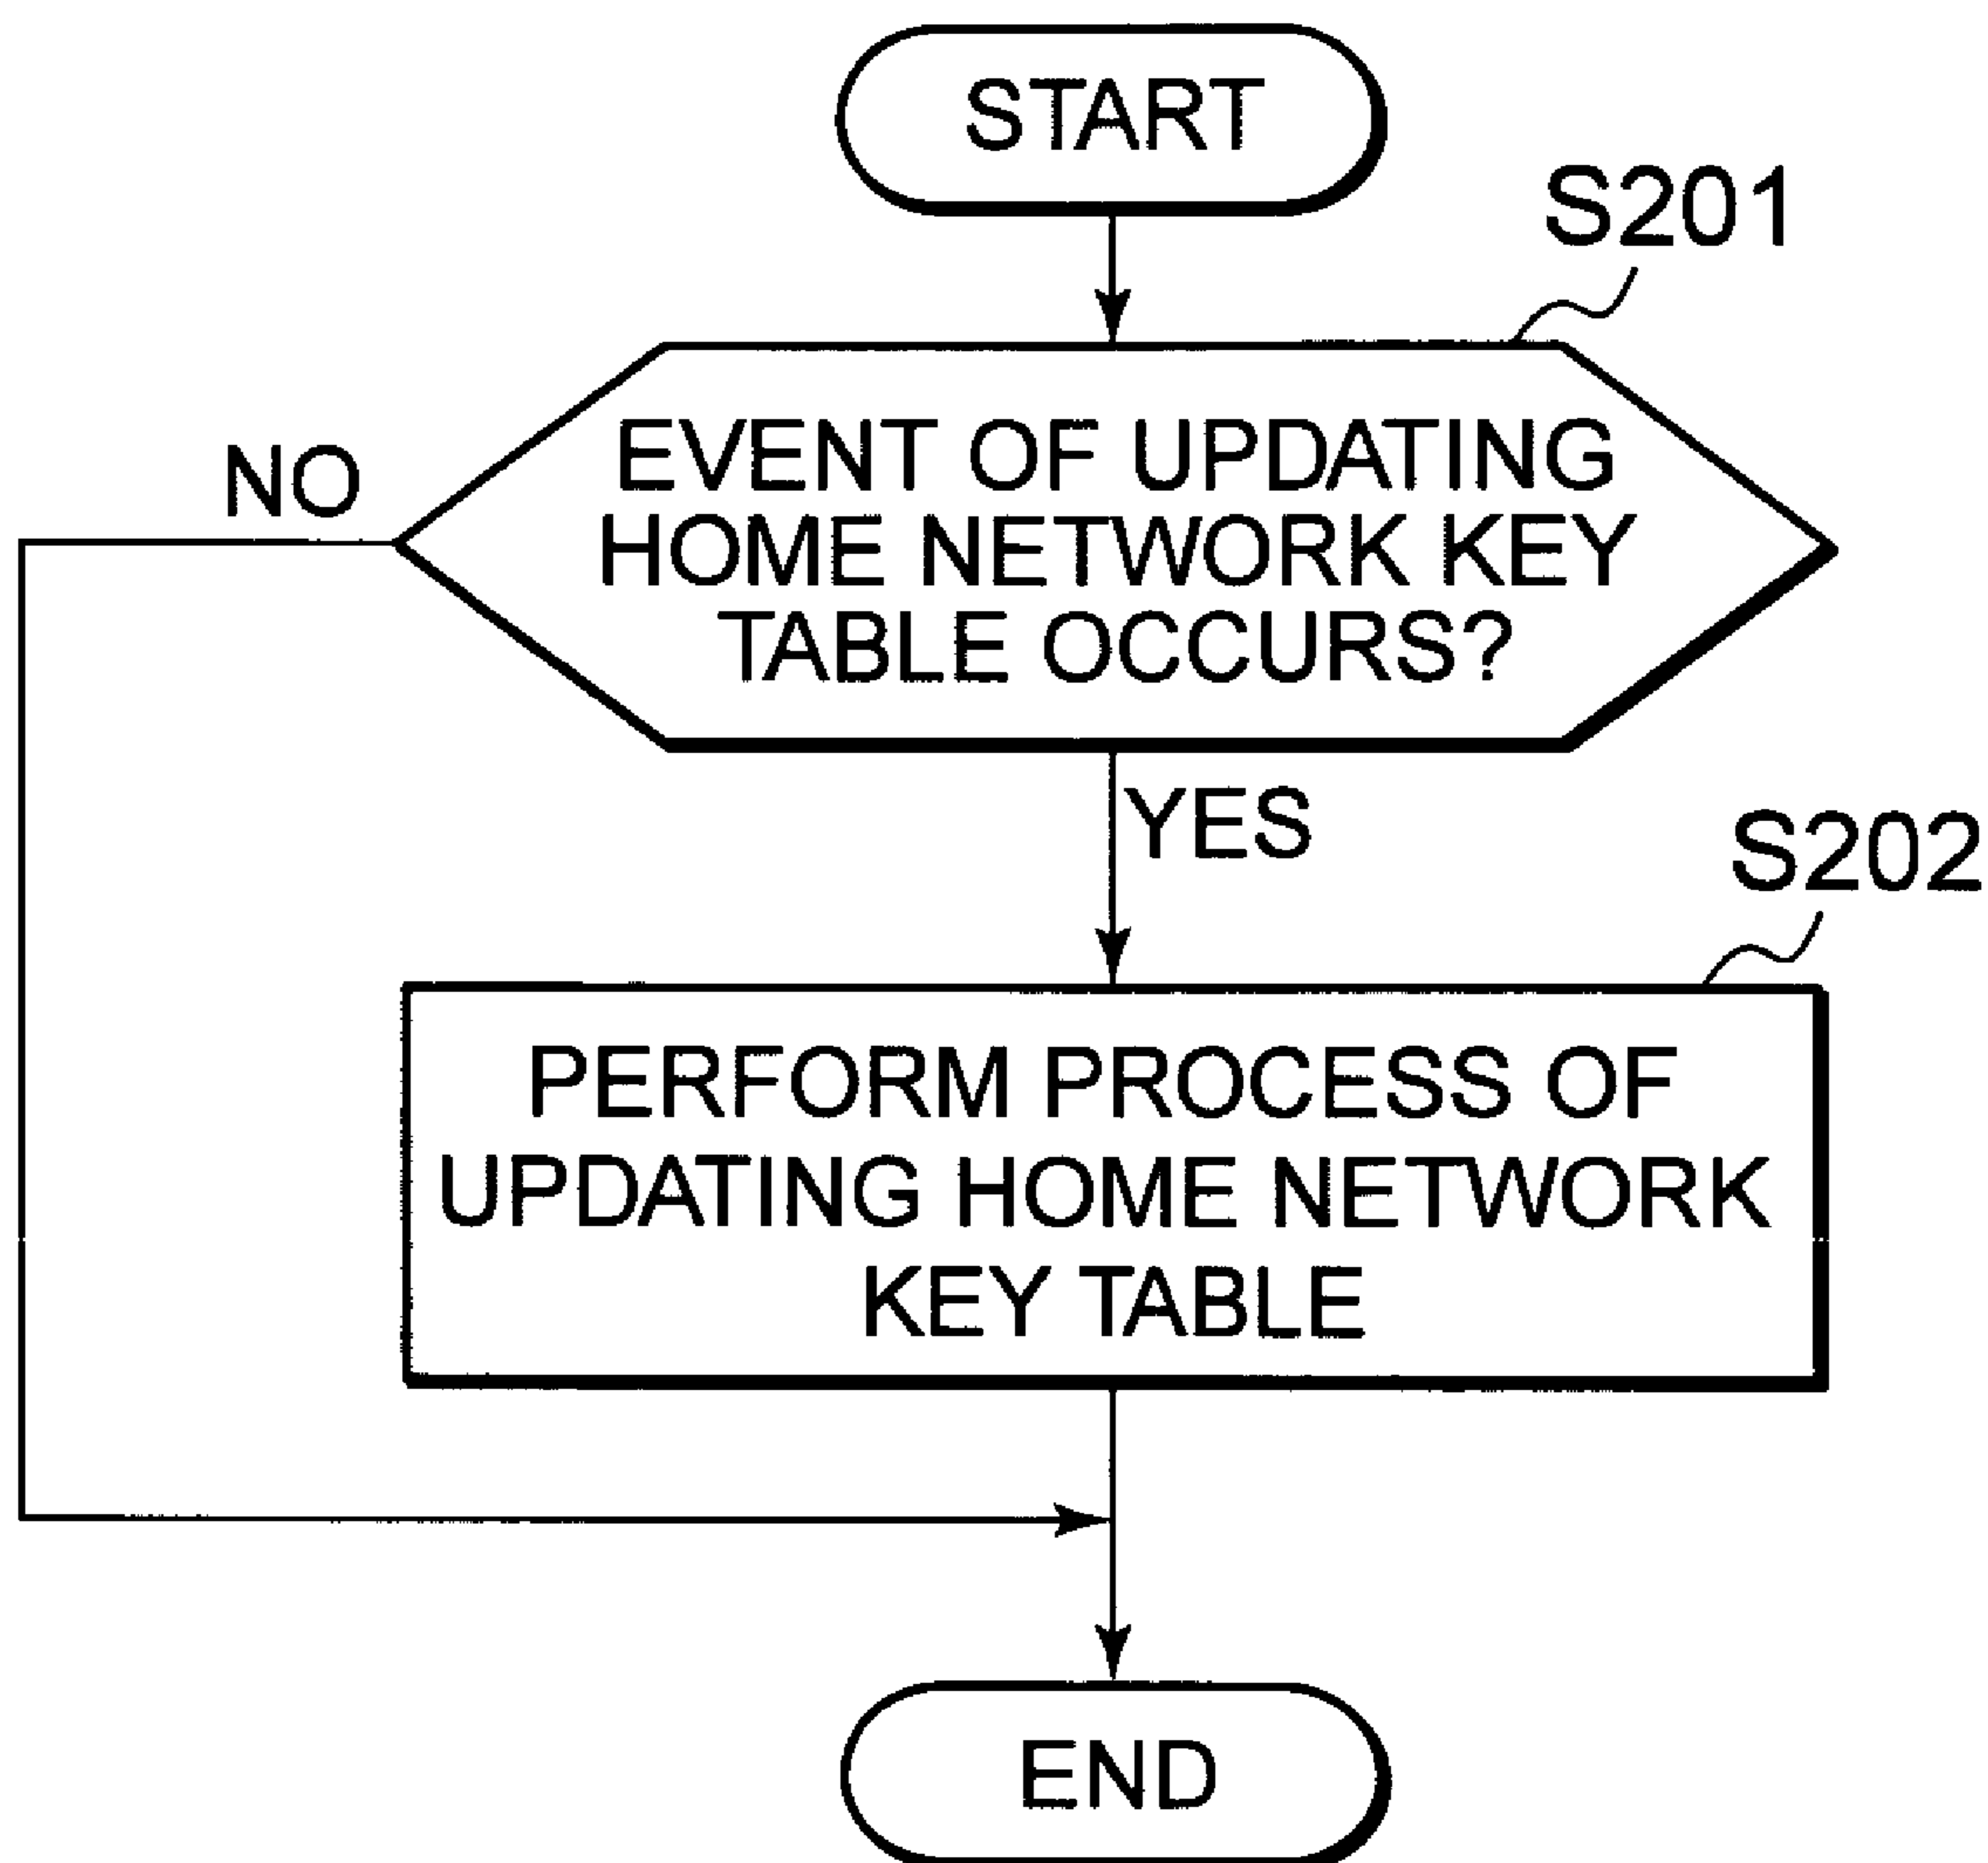 START
S201
EVENT OF UPDATING
HOME NETWORK KEY
TABLE OCCURS?
NO
YES
S202
PERFORM PROCESS OF
UPDATING HOME NETWORK
KEY TABLE
END